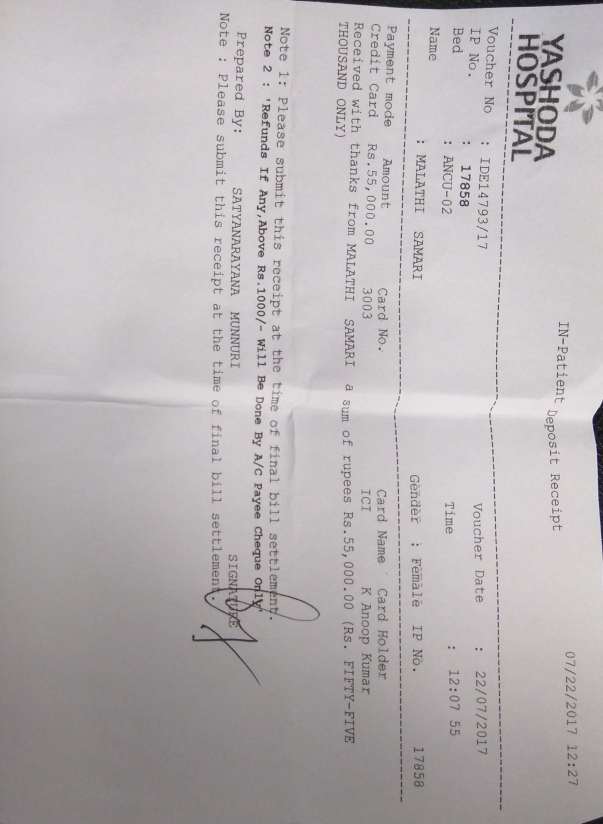 YASHODA
HOSPITAL
07/22/2017 12:27
IN-Patient Deposit Receipt
Voucher No : IDE14793/17 Voucher Date : 22/07/2017
IP No. : 17858
Bed : ANCU-02 Time : 12:07 55
Name : MALATHI SAMARI Gender : Female IP No. 17858
Payment mode Amount Card No. Card Name Card Holder
Credit Card Rs.55,000.00 3003 ICI K Anoop Kumar
Received with thanks from MALATHI SAMARI a sum of rupees Rs.55,000.00 (Rs. FIFTY-FIVE
THOUSAND ONLY)
Note 1: Please submit this receipt at the time of final bill settlement.
Note 2 : 'Refunds If Any,Above Rs.1000/- Will Be Done By A/C Payee Cheque Only'
Prepared By: SATYANARAYANA MUNNURI SIGNATURE
Note : Please submit this receipt at the time of final bill settlement.